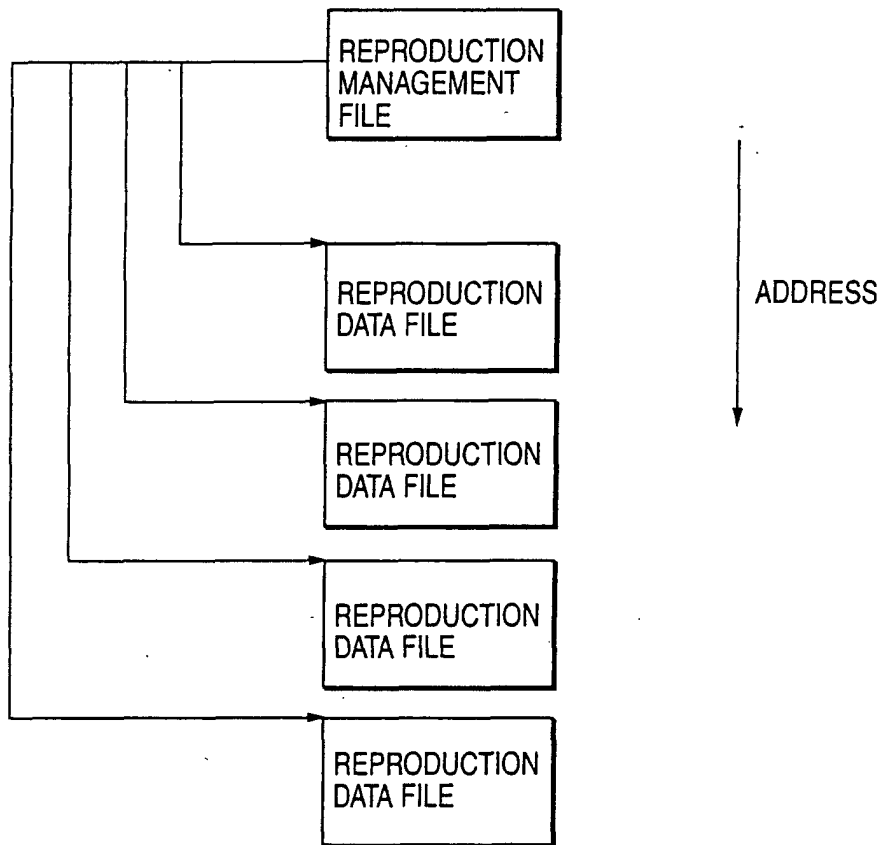 REPRODUCTION
MANAGEMENT
FILE
ADDRESS
REPRODUCTION
DATA FILE
REPRODUCTION
DATA FILE
REPRODUCTION
DATA FILE
REPRODUCTION
DATA FILE